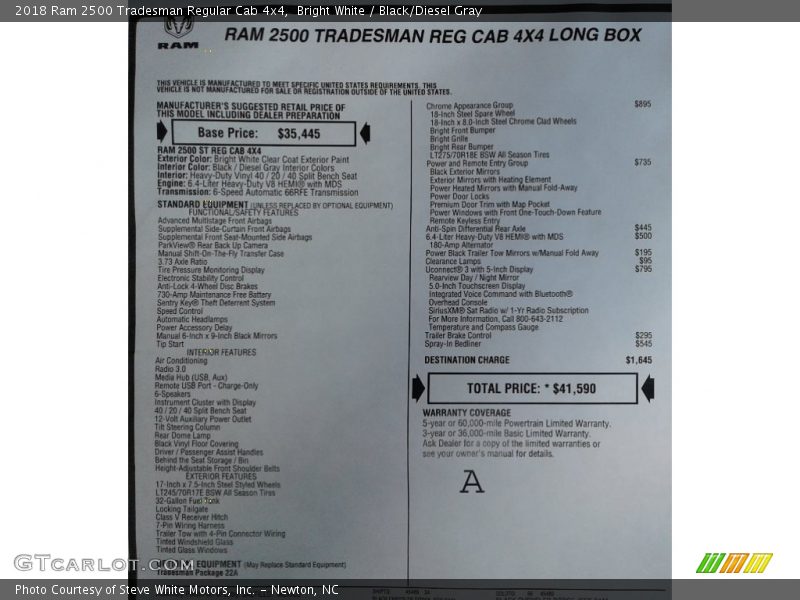 2018 Ram 2500 Tradesman Regular Cab 4x4, Bright White / Black/Diesel Gray
RAM
RAM 2500 TRADESMAN REG CAB 4X4 LONG BOX
THIS VEHICLE IS MANUFACTURED TO MEET SPECIFIC UNITED STATES REQUIREMENTS. THIS
VEHICLE IS NOT MANUFACTURED FOR SALE OR REGISTRATION OUTSIDE OF THE UNITED STATES.
MANUFACTURER'S SUGGESTED RETAIL PRICE OF
THIS MODEL INCLUDING DEALER PREPARATION
Base Price: $35,445
RAM 2500 ST REG CAB 4X4
Exterior Color: Bright White Clear Coat Exterior Paint
Interior Color: Black / Diesel Gray Interior Colors
Interior: Heavy-Duty Vinyl 40 / 20 / 40 Split Bench Seat
Engine: 6.4-Liter Heavy-Duty V8 HEMI® with MDS
Transmission: 6-Speed Automatic 66RFE Transmission
STANDARD EQUIPMENT (UNLESS REPLACED BY OPTIONAL EQUIPMENT)
FUNCTIONAL/SAFETY FEATURES
Advanced Multistage Front Airbags
Supplemental Side-Curtain Front Airbags
Supplemental Front Seat-Mounted Side Airbags
ParkView® Rear Back Up Camera
Manual Shift-On-The-Fly Transfer Case
3.73 Axle Ratio
Tire Pressure Monitoring Display
Electronic Stability Control
Anti-Lock 4-Wheel Disc Brakes
730-Amp Maintenance Free Battery
Sentry Key® Theft Deterrent System
Speed Control
Automatic Headlamps
Power Accessory Delay
Manual 6-Inch x 9-Inch Black Mirrors
Tip Start
INTERIOR FEATURES
Air Conditioning
Radio 3.0
Media Hub (USB, Aux)
Remote USB Port - Charge-Only
6-Speakers
Instrument Cluster with Display
40 / 20 / 40 Split Bench Seat
12-Volt Auxiliary Power Outlet
Tilt Steering Column
Rear Dome Lamp
Black Vinyl Floor Covering
Driver / Passenger Assist Handles
Behind the Seat Storage / Bin
Height-Adjustable Front Shoulder Belts
EXTERIOR FEATURES
17-Inch x 7.5-Inch Steel Styled Wheels
LT245/70R17E BSW All Season Tires
32-Gallon Fuel Tank
Locking Tailgate
Class V Receiver Hitch
7-Pin Wiring Harness
Trailer Tow with 4-Pin Connector Wiring
Tinted Windshield Glass
Tinted Glass Windows
EQUIPMENT (May Replace Standard Equipment)
Tradesman Package 22A
Chrome Appearance Group $895
18-Inch Steel Spare Wheel
18-Inch x 8.0-Inch Steel Chrome Clad Wheels
Bright Front Bumper
Bright Grille
Bright Rear Bumper
LT275/70R18E BSW All Season Tires
Power and Remote Entry Group $735
Black Exterior Mirrors
Exterior Mirrors with Heating Element
Power Heated Mirrors with Manual Fold-Away
Power Door Locks
Premium Door Trim with Map Pocket
Power Windows with Front One-Touch-Down Feature
Remote Keyless Entry
Anti-Spin Differential Rear Axle $445
6.4-Liter Heavy-Duty V8 HEMI® with MDS $500
180-Amp Alternator
Power Black Trailer Tow Mirrors w/Manual Fold Away $195
Clearance Lamps $95
Uconnect® 3 with 5-Inch Display $795
Rearview Day / Night Mirror
5.0-Inch Touchscreen Display
Integrated Voice Command with Bluetooth®
Overhead Console
SiriusXM® Sat Radio w/ 1-Yr Radio Subscription
For More Information, Call 800-643-2112
Temperature and Compass Gauge
Trailer Brake Control $295
Spray-In Bedliner $545
DESTINATION CHARGE $1,645
TOTAL PRICE: * $41,590
WARRANTY COVERAGE
5-year or 60,000-mile Powertrain Limited Warranty.
3-year or 36,000-mile Basic Limited Warranty.
Ask Dealer for a copy of the limited warranties or
see your owner's manual for details.
A
GTCarLot.com
Photo Courtesy of Steve White Motors, Inc. – Newton, NC